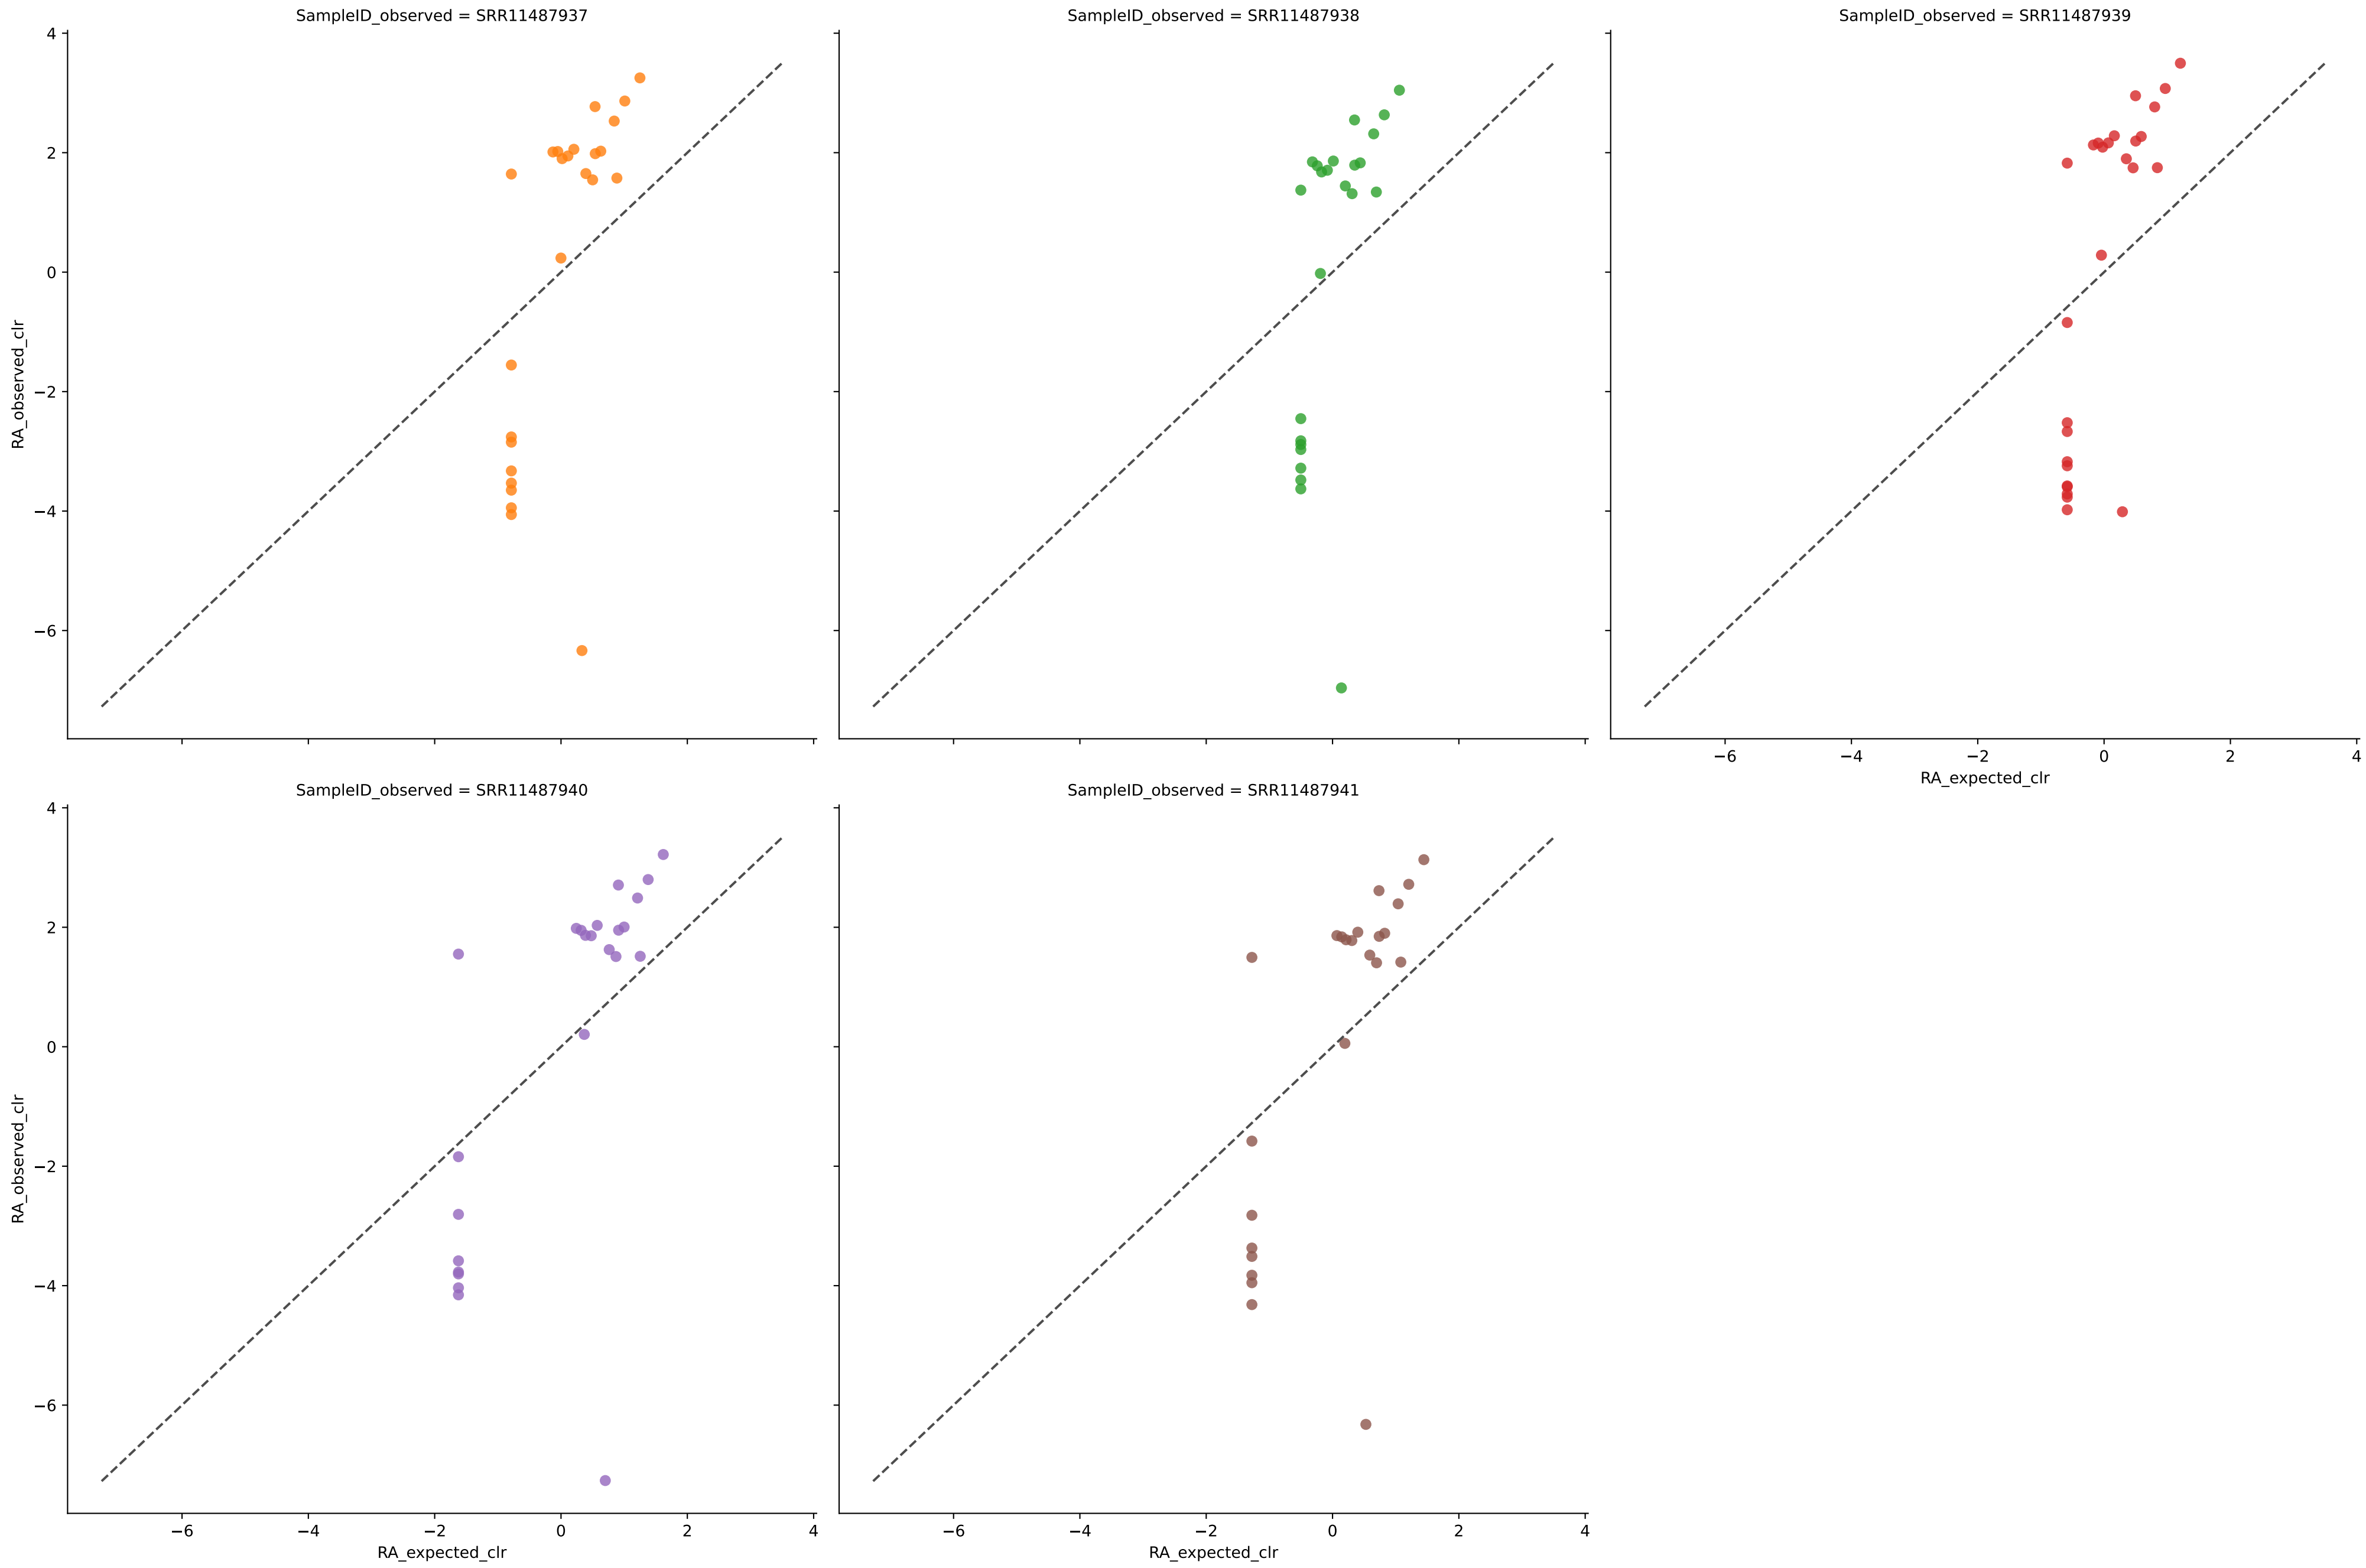 SampleID_observed = SRR11487937
SampleID_observed = SRR11487938
SampleID_observed = SRR11487939
4
2
0
−2
−4
−6
RA_observed_clr
−6 −4 −2 0 2 4
RA_expected_clr
SampleID_observed = SRR11487940
SampleID_observed = SRR11487941
4
2
0
−2
−4
−6
RA_observed_clr
−6 −4 −2 0 2 4
RA_expected_clr
−6 −4 −2 0 2 4
RA_expected_clr